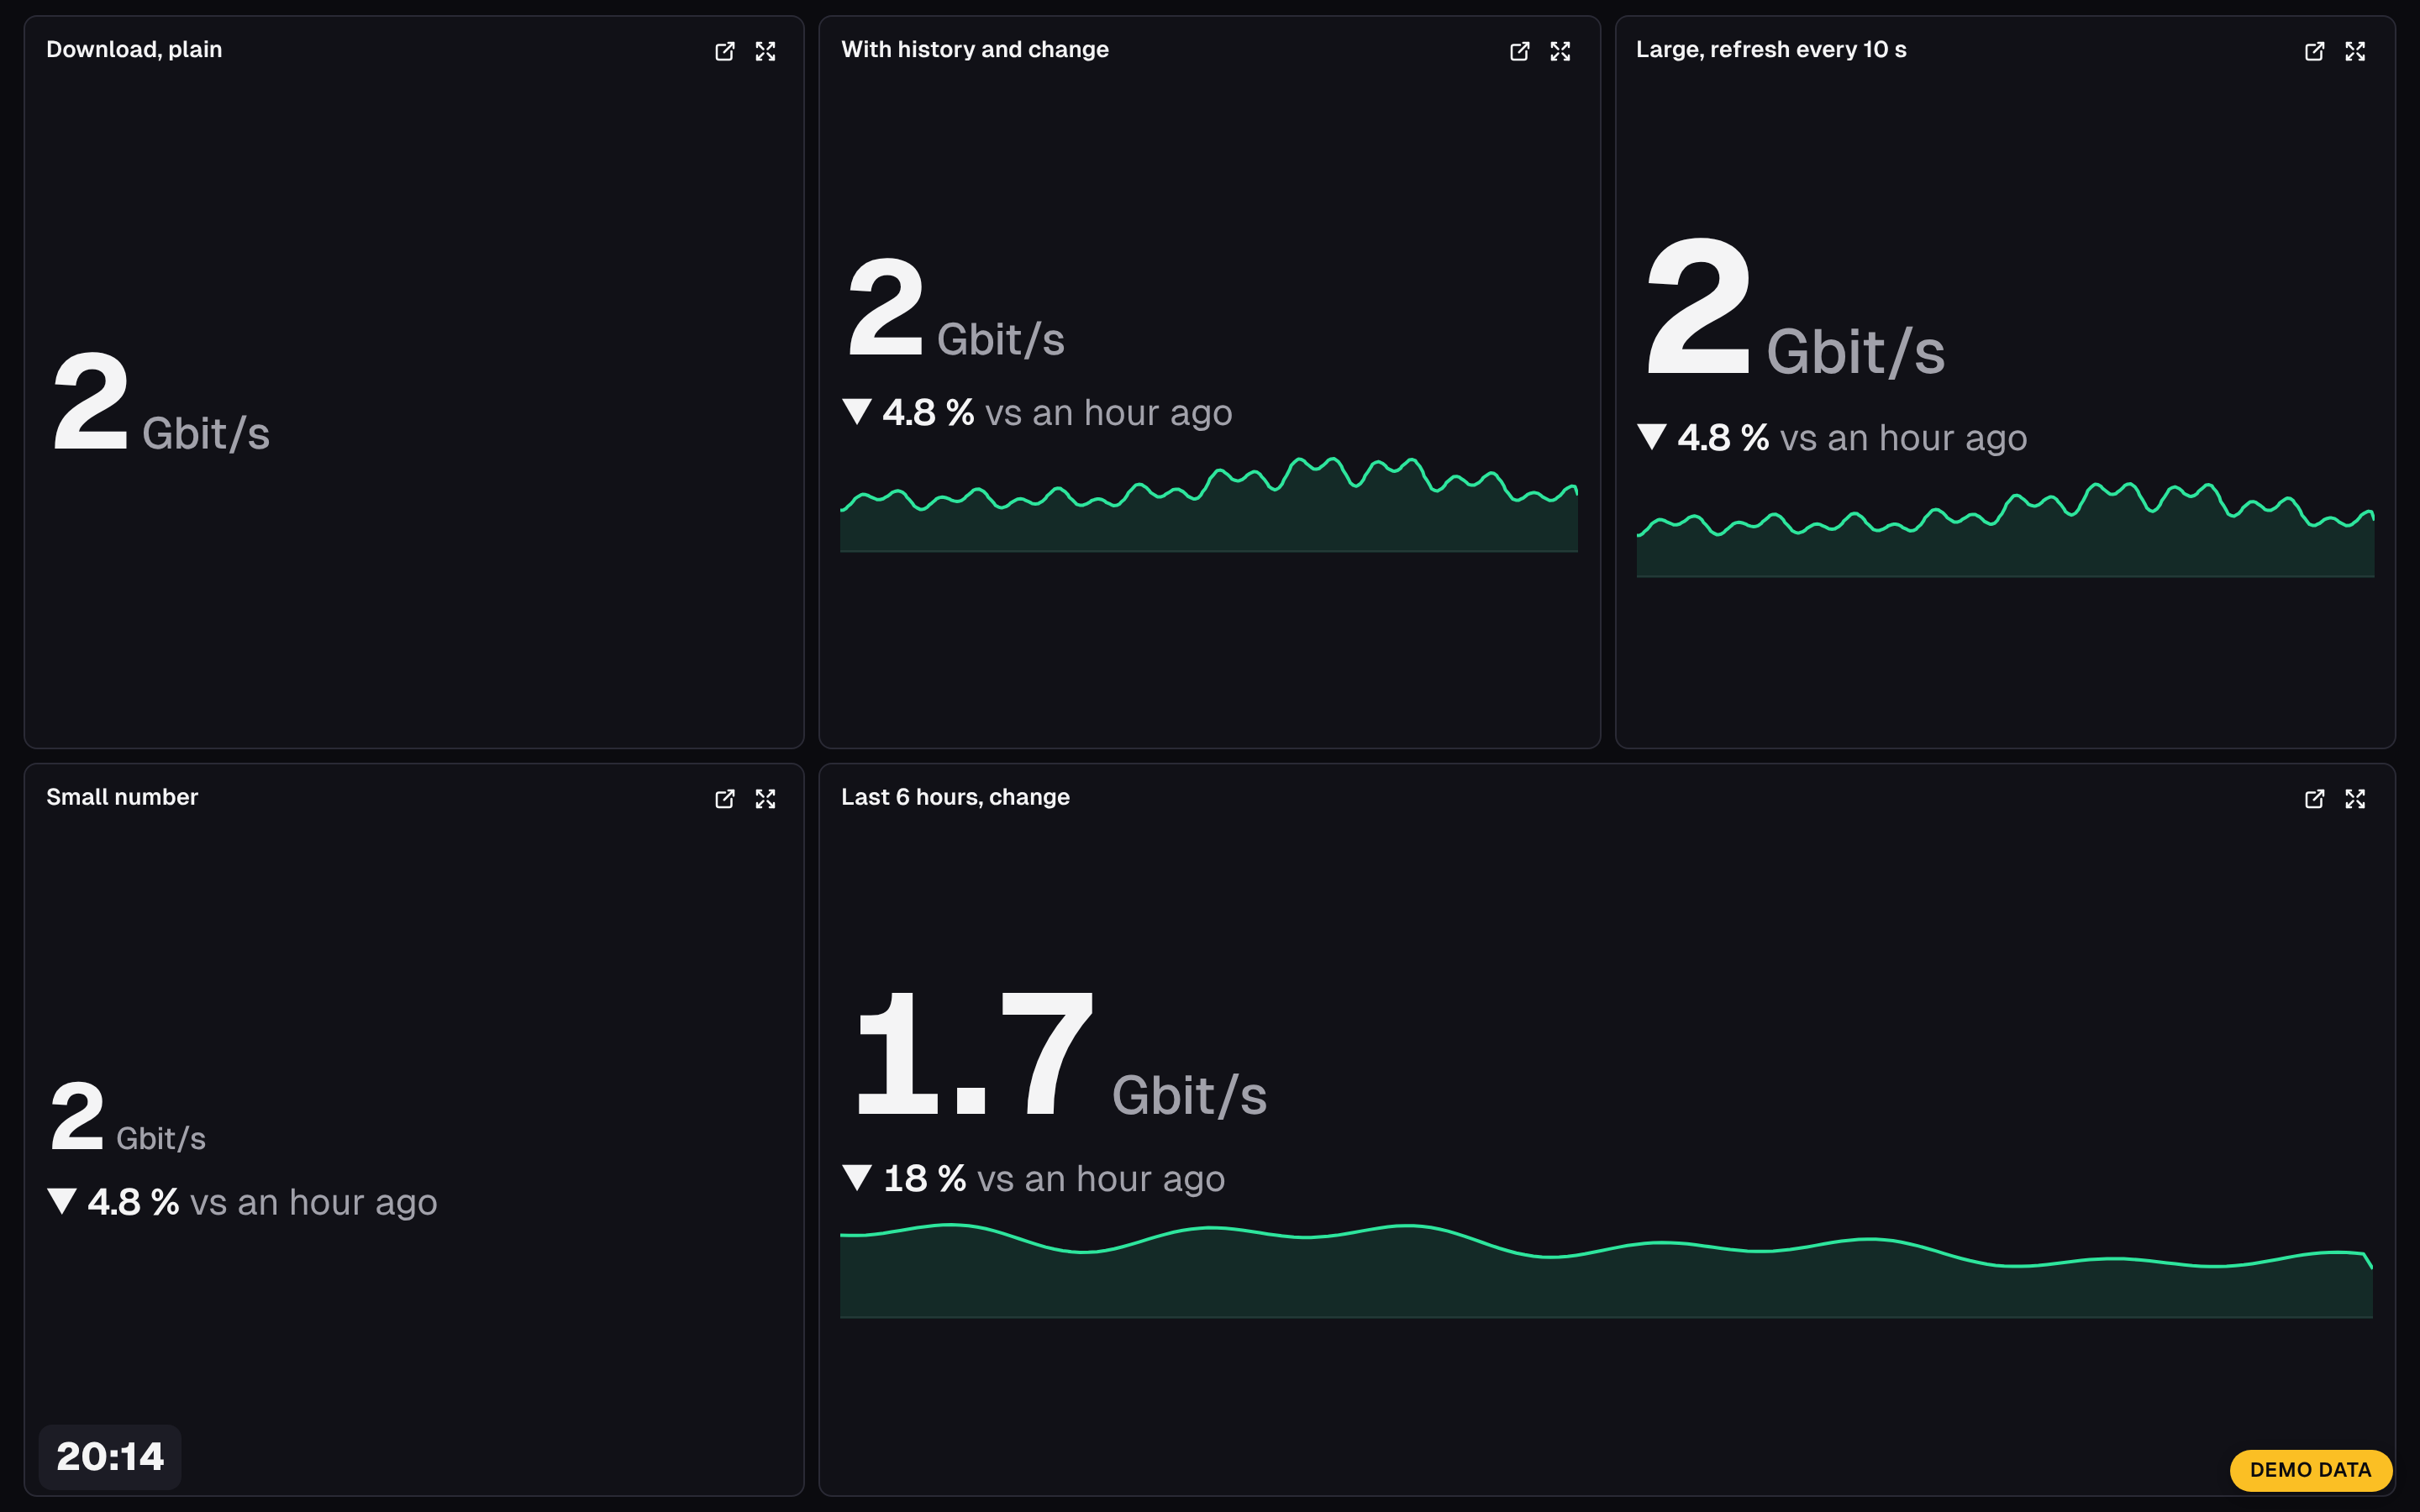 Download, plain
2 Gbit/s
With history and change
2 Gbit/s
▼ 4.8 % vs an hour ago
Large, refresh every 10 s
2 Gbit/s
▼ 4.8 % vs an hour ago
Small number
2 Gbit/s
▼ 4.8 % vs an hour ago
20:14
Last 6 hours, change
1.7 Gbit/s
▼ 18 % vs an hour ago
DEMO DATA